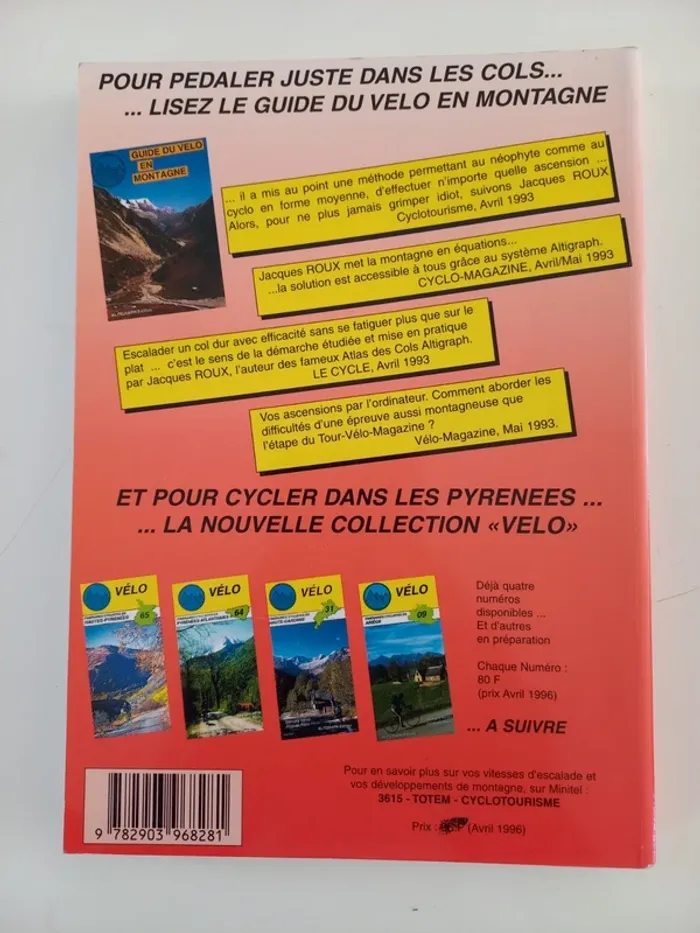 POUR PEDALER JUSTE DANS LES COLS...
... LISEZ LE GUIDE DU VELO EN MONTAGNE
GUIDE DU VELO
EN
MONTAGNE
... il a mis au point une méthode permettant au néophyte comme au
cyclo en forme moyenne, d'effectuer n'importe quelle ascension ...
Alors, pour ne plus jamais grimper idiot, suivons Jacques ROUX
Cyclotourisme, Avril 1993
Jacques ROUX met la montagne en équations...
...la solution est accessible à tous grâce au système Altigraph.
CYCLO-MAGAZINE, Avril/Mai 1993
Escalader un col dur avec efficacité sans se fatiguer plus que sur le
plat ... c'est le sens de la démarche étudiée et mise en pratique
par Jacques ROUX, l'auteur des fameux Atlas des Cols Altigraph.
LE CYCLE, Avril 1993
Vos ascensions par l'ordinateur. Comment aborder les
difficultés d'une épreuve aussi montagneuse que
l'étape du Tour-Vélo-Magazine ?
Vélo-Magazine, Mai 1993.
ET POUR CYCLER DANS LES PYRENEES ...
... LA NOUVELLE COLLECTION «VELO»
VÉLO
HAUTES-PYRENEES
65
VÉLO
PYRENEES-ATLANTIQUES
64
VÉLO
HAUTE-GARONNE
31
VÉLO
ARIÈGE
09
Déjà quatre
numéros
disponibles ...
Et d'autres
en préparation
Chaque Numéro :
80 F
(prix Avril 1996)
... A SUIVRE
Pour en savoir plus sur vos vitesses d'escalade et
vos développements de montagne, sur Minitel :
3615 - TOTEM - CYCLOTOURISME
Prix : (Avril 1996)
9 782903 968281